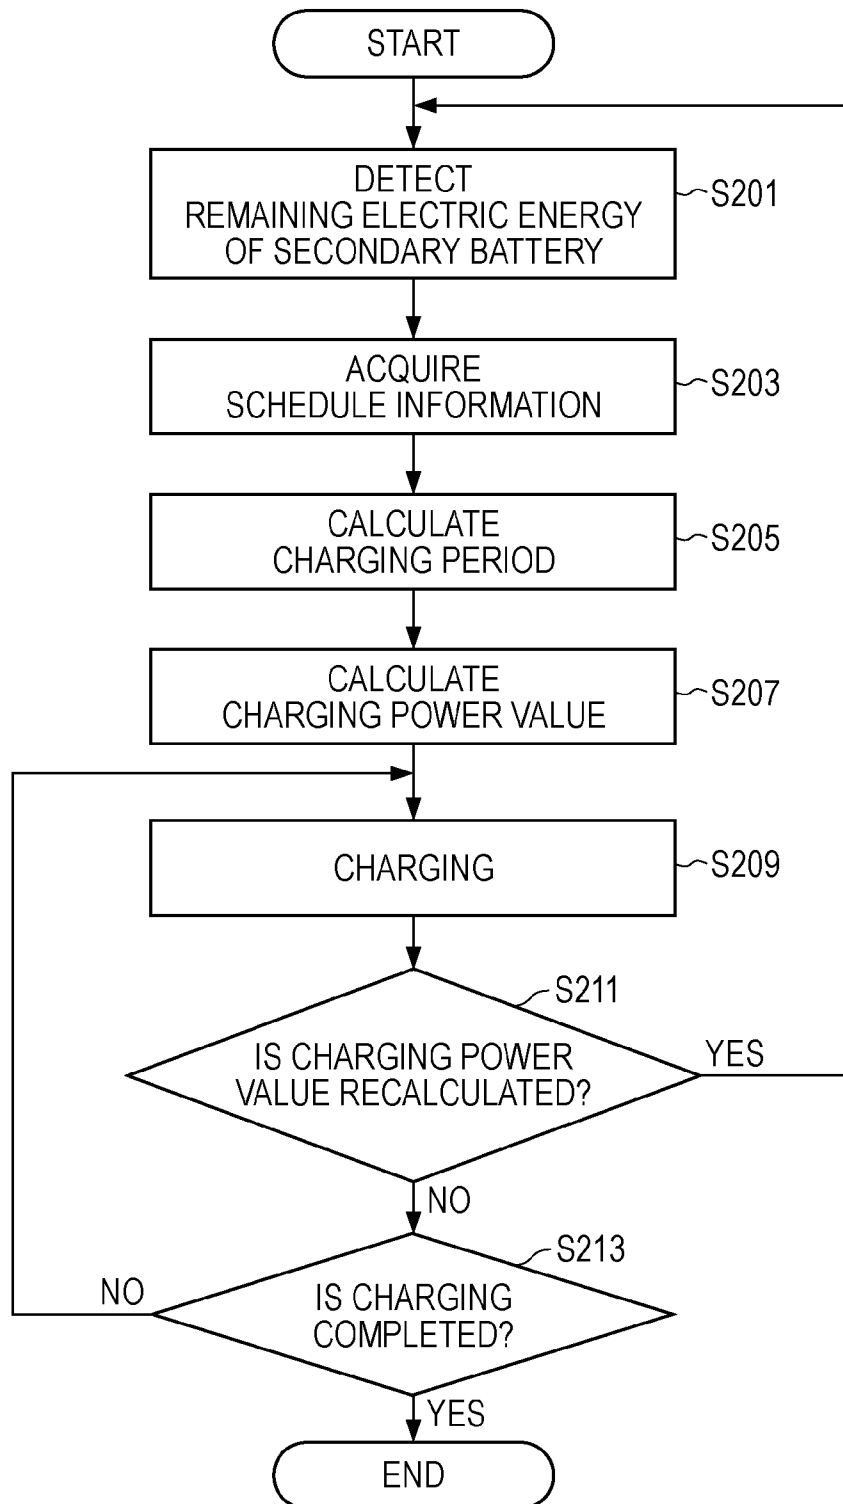 START
DETECT
REMAINING ELECTRIC ENERGY
OF SECONDARY BATTERY
S201
ACQUIRE
SCHEDULE INFORMATION
S203
CALCULATE
CHARGING PERIOD
S205
CALCULATE
CHARGING POWER VALUE
S207
CHARGING
S209
S211
IS CHARGING POWER
VALUE RECALCULATED?
YES
NO
S213
IS CHARGING
COMPLETED?
NO
YES
END